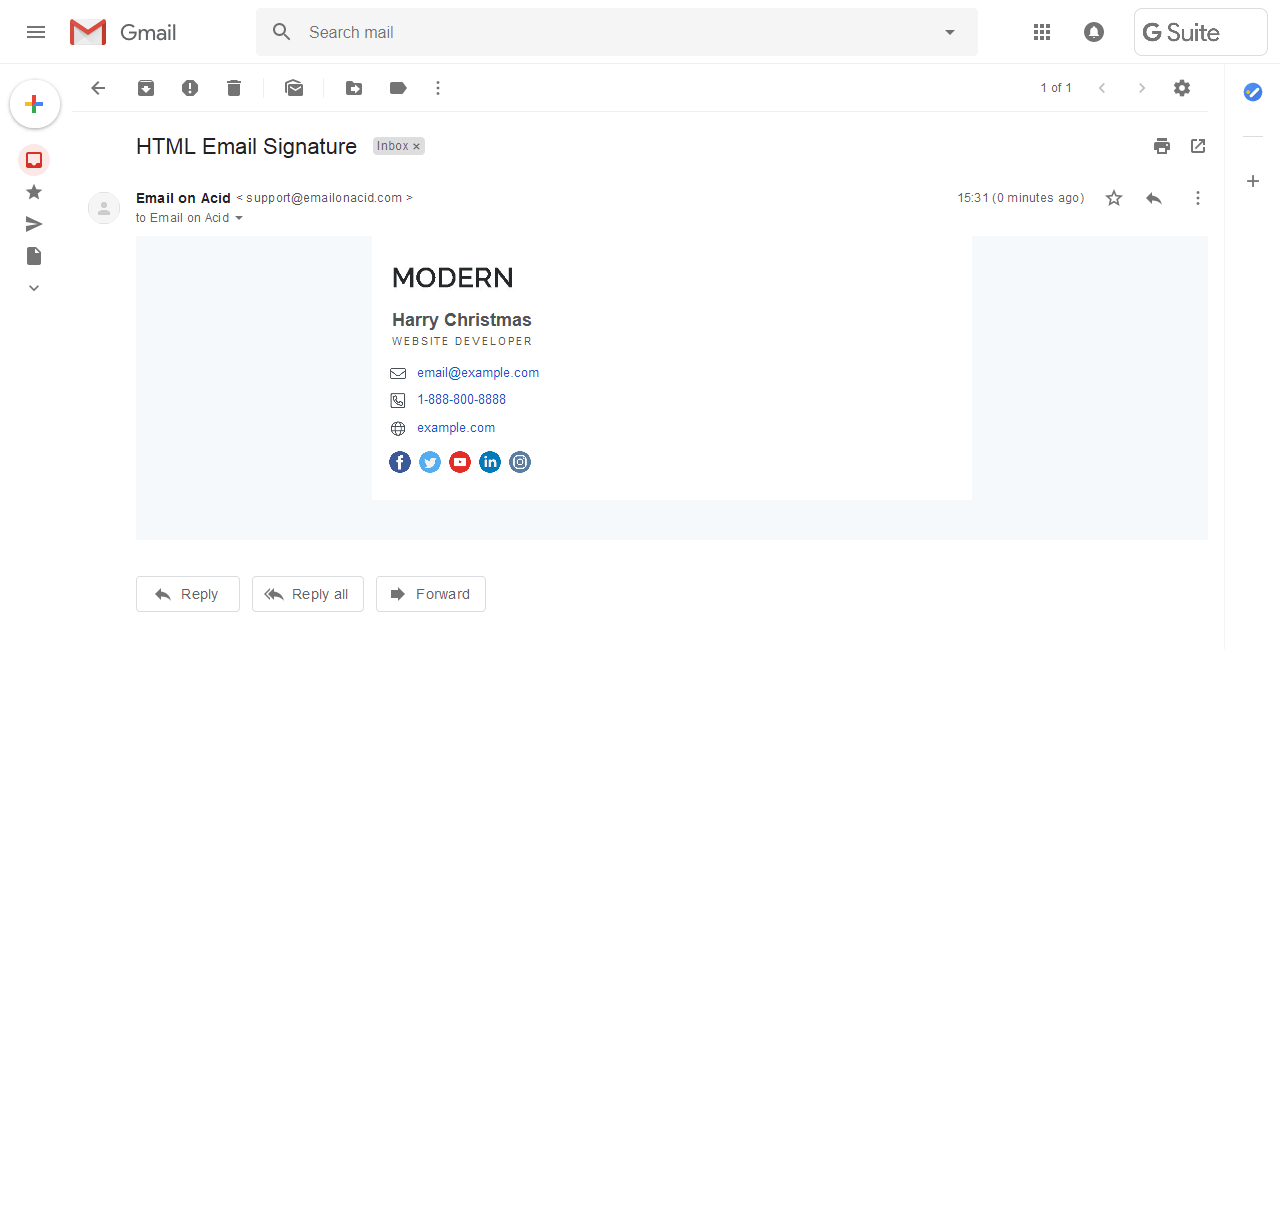 Gmail
Search mail
G Suite
1 of 1
HTML Email Signature
Inbox ×
Email on Acid < support@emailonacid.com >
15:31 (0 minutes ago)
to Email on Acid
MODERN
Harry Christmas
WEBSITE DEVELOPER
email@example.com
1-888-800-8888
example.com
Reply
Reply all
Forward